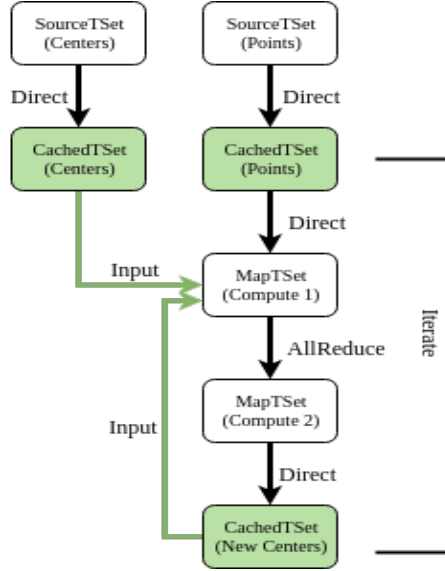 SourceTSet
(Centers)
SourceTSet
(Points)
Direct
Direct
CachedTSet
(Centers)
CachedTSet
(Points)
Direct
Input
MapTSet
(Compute 1)
Iterate
AllReduce
MapTSet
(Compute 2)
Input
Direct
CachedTSet
(New Centers)